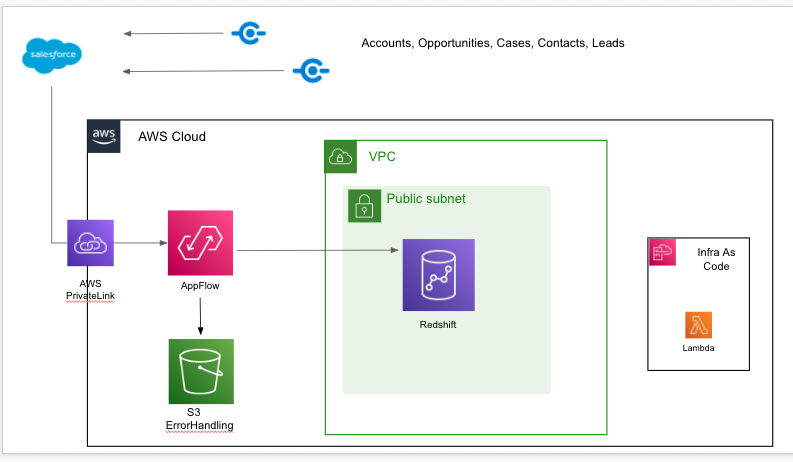 salesforce
Accounts, Opportunities, Cases, Contacts, Leads
aws
AWS Cloud
VPC
Public subnet
Infra As
Code
AWS
PrivateLink
AppFlow
Redshift
Lambda
S3
ErrorHandling